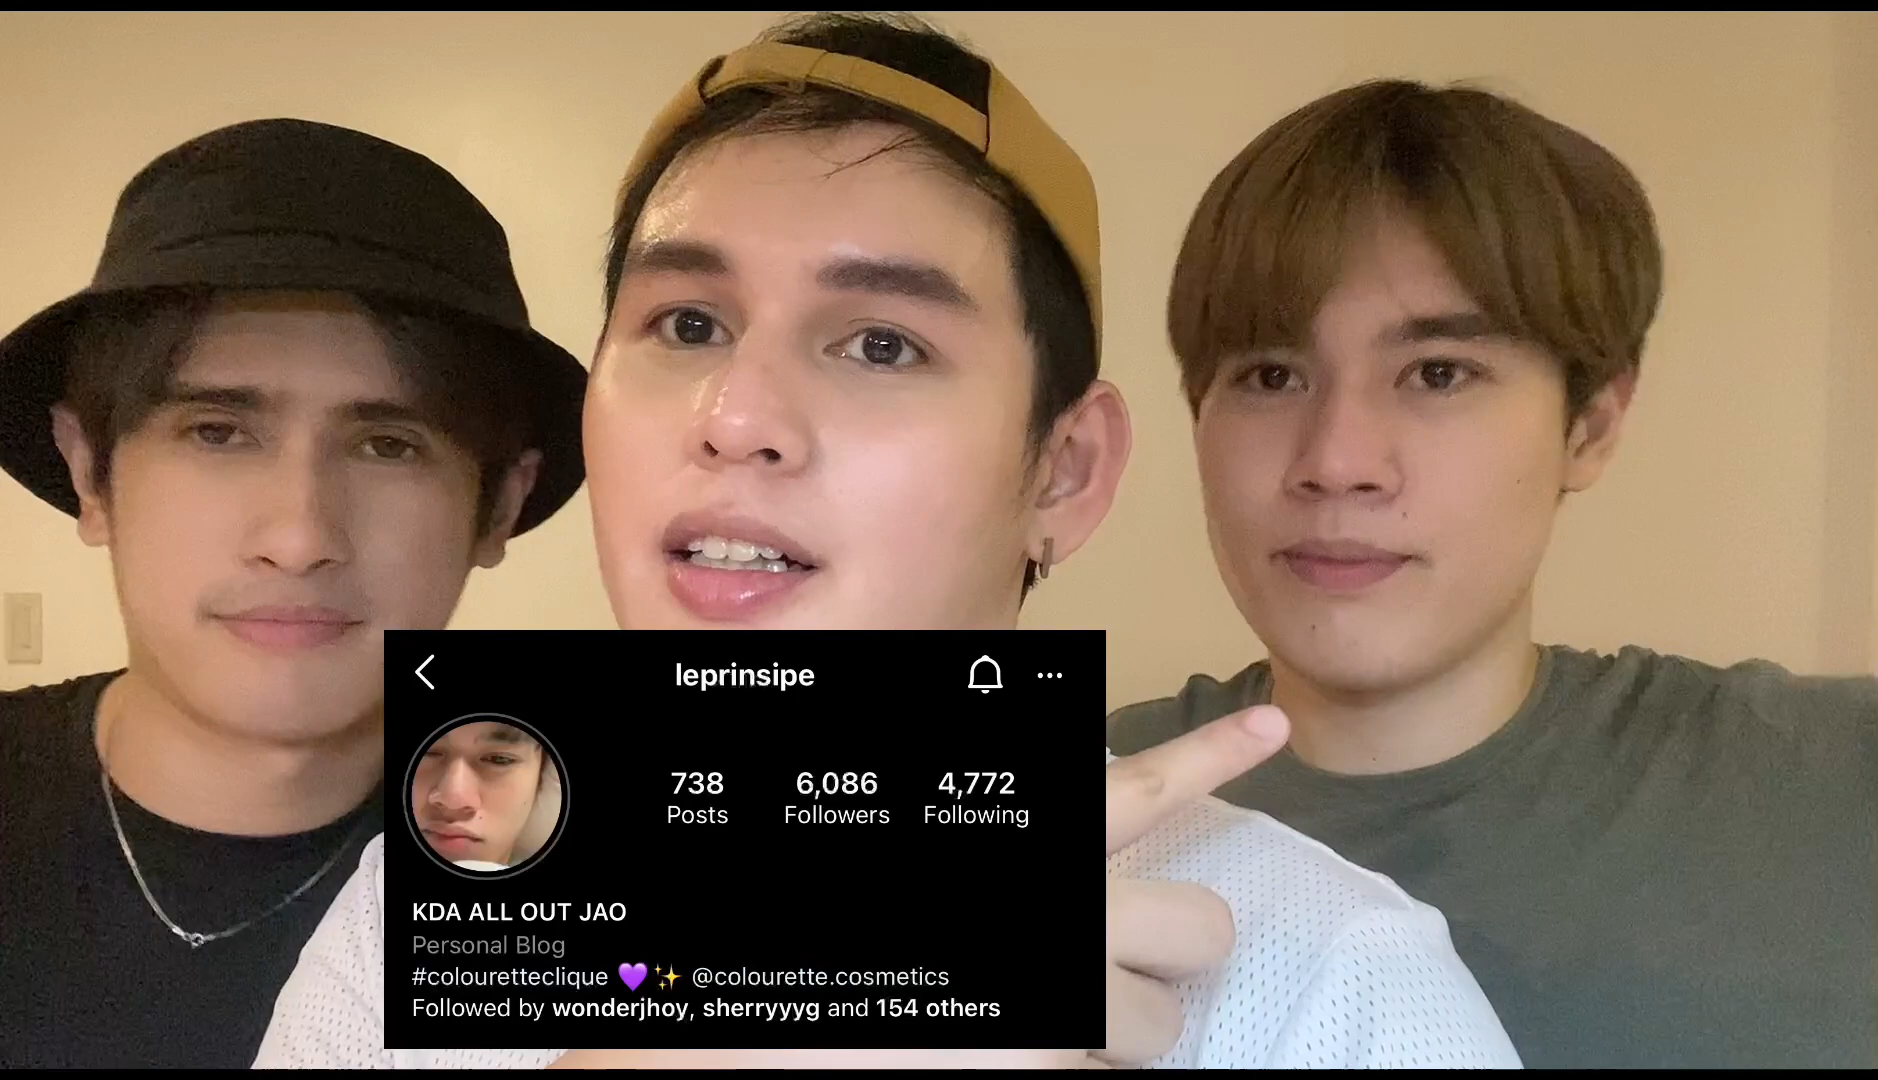 leprinsipe
738 6,086 4,772
Posts Followers Following
KDA ALL OUT JAO
Personal Blog
#colouretteclique 💜✨ @colourette.cosmetics
Followed by wonderjhoy, sherryyyg and 154 others